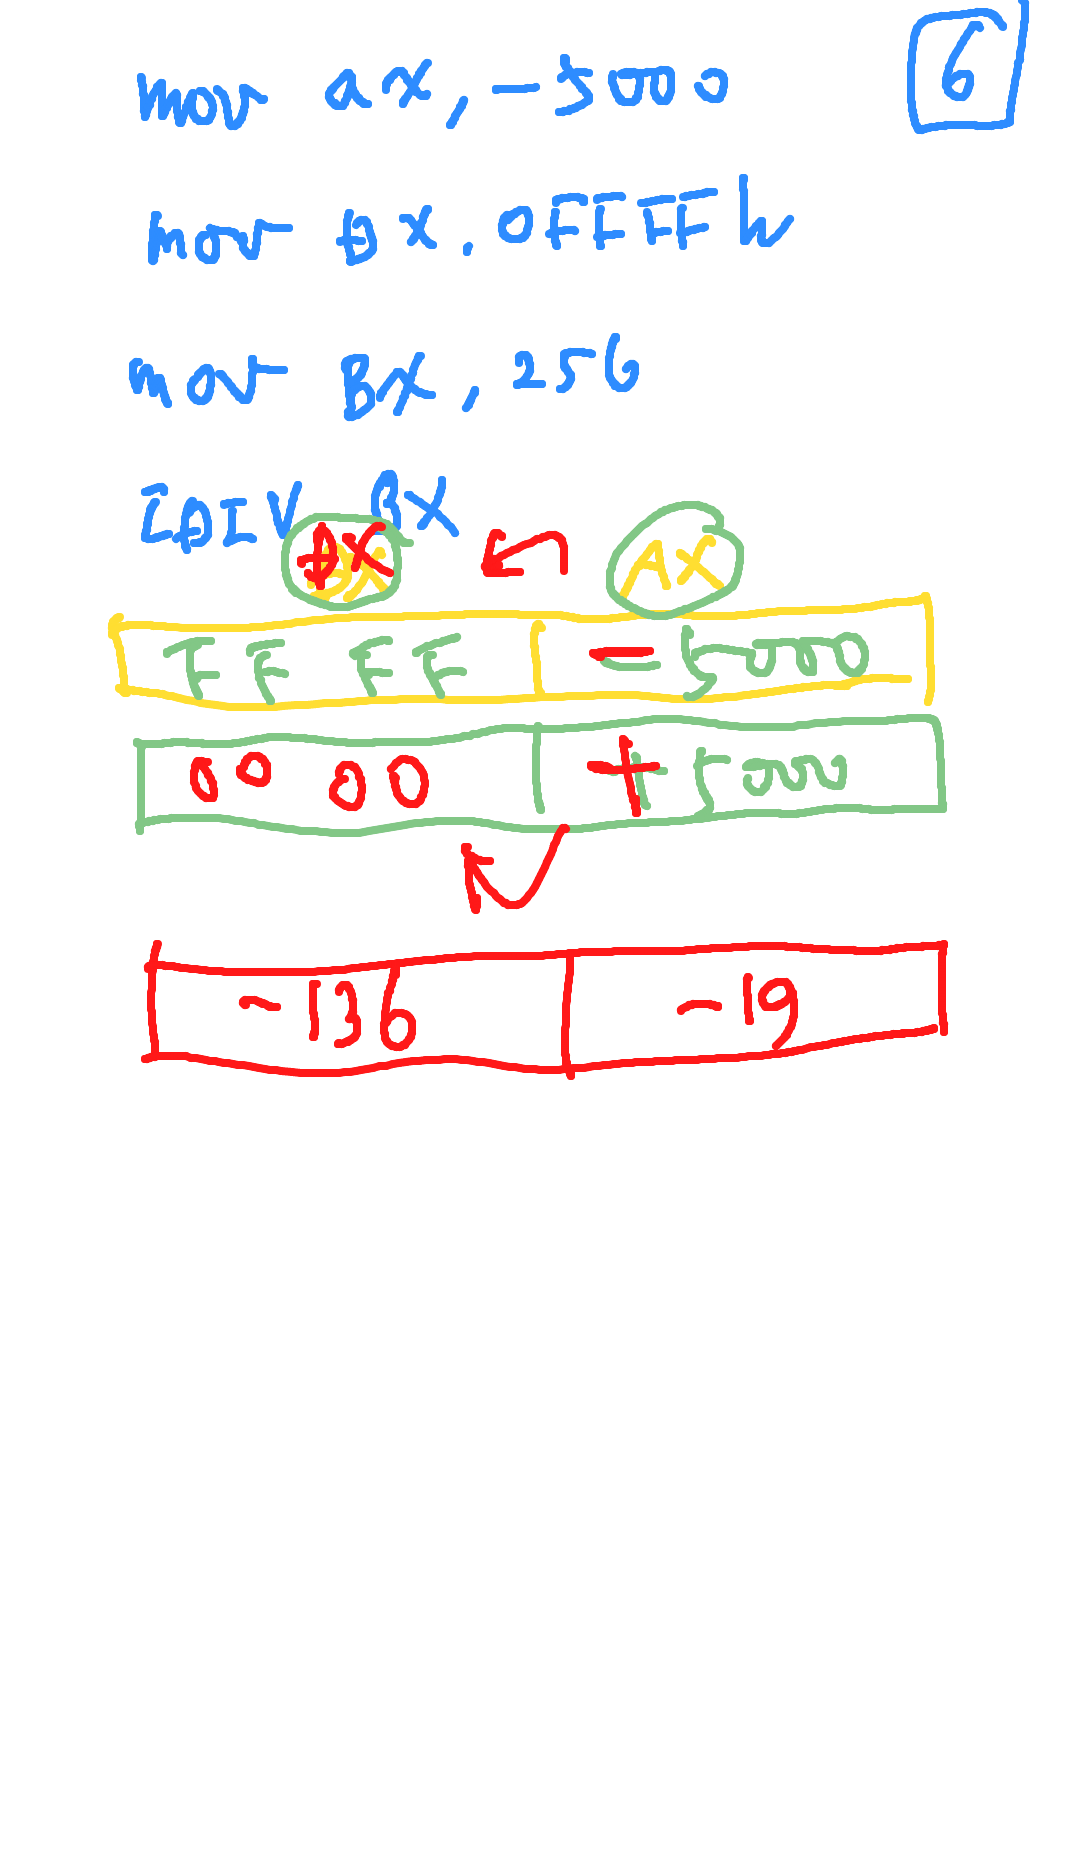 mov ax, -5000
6
mov DX, 0FFFFh
mov BX, 256
IDIV BX
DX AX
FF FF -5000
00 00 +5000
-136 -19